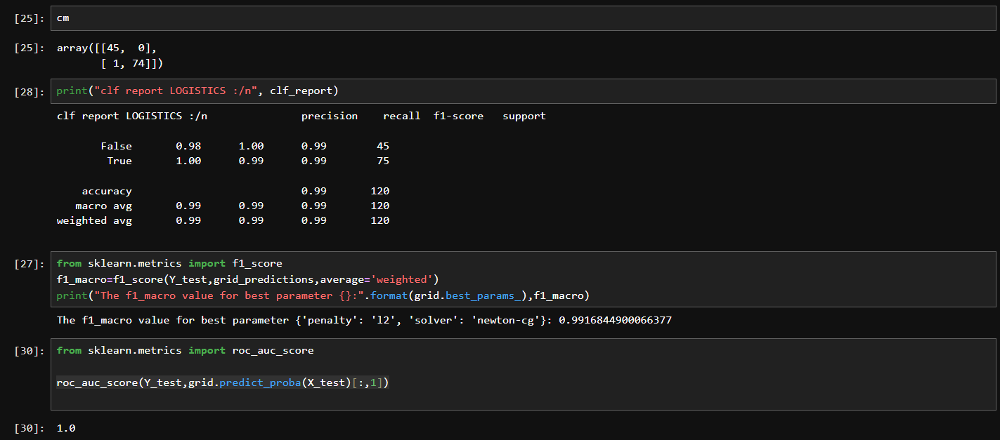 [25]: cm
[25]: array([[45,  0],
       [ 1, 74]])
[28]: print("clf report LOGISTICS :/n", clf_report)
clf report LOGISTICS :/n               precision    recall  f1-score   support
       False       0.98      1.00      0.99        45
        True       1.00      0.99      0.99        75
    accuracy                           0.99       120
   macro avg       0.99      0.99      0.99       120
weighted avg       0.99      0.99      0.99       120
[27]: from sklearn.metrics import f1_score
f1_macro=f1_score(Y_test,grid_predictions,average='weighted')
print("The f1_macro value for best parameter {}:".format(grid.best_params_),f1_macro)
The f1_macro value for best parameter {'penalty': 'l2', 'solver': 'newton-cg'}: 0.9916844900066377
[30]: from sklearn.metrics import roc_auc_score
roc_auc_score(Y_test,grid.predict_proba(X_test)[:,1])
[30]: 1.0